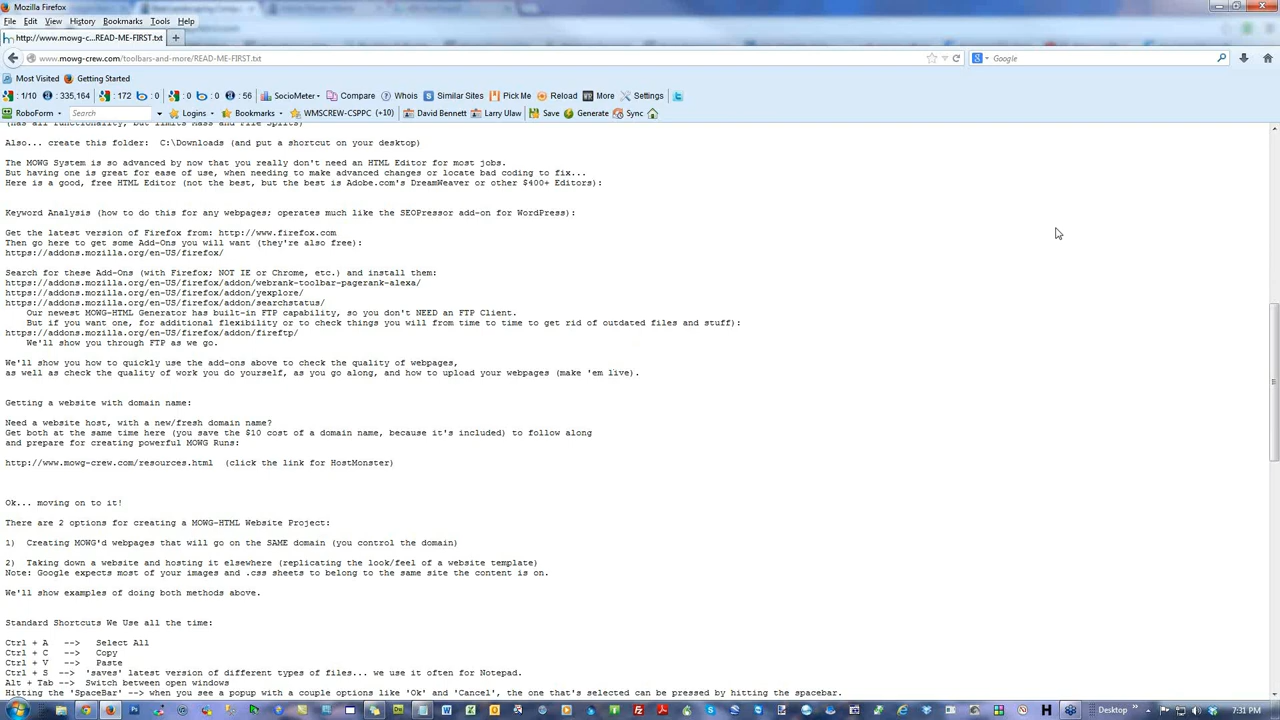 Mozilla Firefox
File Edit View History Bookmarks Tools Help
http://www.mowg-c...READ-ME-FIRST.txt
www.mowg-crew.com/toolbars-and-more/READ-ME-FIRST.txt
Google
Most Visited Getting Started
: 1/10 : 335,164 : 172 : 0 : 0 : 0 : 56 SocioMeter Compare Whois Similar Sites Pick Me Reload More Settings
RoboForm Search Logins Bookmarks WMSCREW-CSPPC (+10) David Bennett Larry Ulaw Save Generate Sync
(has all functionality, but limits Mass and File Splits)
Also... create this folder: C:\Downloads (and put a shortcut on your desktop)
The MOWG System is so advanced by now that you really don't need an HTML Editor for most jobs.
But having one is great for ease of use, when needing to make advanced changes or locate bad coding to fix...
Here is a good, free HTML Editor (not the best, but the best is Adobe.com's DreamWeaver or other $400+ Editors):
Keyword Analysis (how to do this for any webpages; operates much like the SEOPressor add-on for WordPress):
Get the latest version of Firefox from: http://www.firefox.com
Then go here to get some Add-Ons you will want (they're also free):
https://addons.mozilla.org/en-US/firefox/
Search for these Add-Ons (with Firefox; NOT IE or Chrome, etc.) and install them:
https://addons.mozilla.org/en-US/firefox/addon/webrank-toolbar-pagerank-alexa/
https://addons.mozilla.org/en-US/firefox/addon/yexplore/
https://addons.mozilla.org/en-US/firefox/addon/searchstatus/
Our newest MOWG-HTML Generator has built-in FTP capability, so you don't NEED an FTP Client.
But if you want one, for additional flexibility or to check things you will from time to time to get rid of outdated files and stuff):
https://addons.mozilla.org/en-US/firefox/addon/fireftp/
We'll show you through FTP as we go.
We'll show you how to quickly use the add-ons above to check the quality of webpages,
as well as check the quality of work you do yourself, as you go along, and how to upload your webpages (make 'em live).
Getting a website with domain name:
Need a website host, with a new/fresh domain name?
Get both at the same time here (you save the $10 cost of a domain name, because it's included) to follow along
and prepare for creating powerful MOWG Runs:
http://www.mowg-crew.com/resources.html (click the link for HostMonster)
Ok... moving on to it!
There are 2 options for creating a MOWG-HTML Website Project:
1) Creating MOWG'd webpages that will go on the SAME domain (you control the domain)
2) Taking down a website and hosting it elsewhere (replicating the look/feel of a website template)
Note: Google expects most of your images and .css sheets to belong to the same site the content is on.
We'll show examples of doing both methods above.
Standard Shortcuts We Use all the time:
Ctrl + A --> Select All
Ctrl + C --> Copy
Ctrl + V --> Paste
Ctrl + S --> 'saves' latest version of different types of files... we use it often for Notepad.
Alt + Tab --> Switch between open windows
Hitting the 'SpaceBar' --> when you see a popup with a couple options like 'Ok' and 'Cancel', the one that's selected can be pressed by hitting the spacebar.
Desktop 7:31 PM